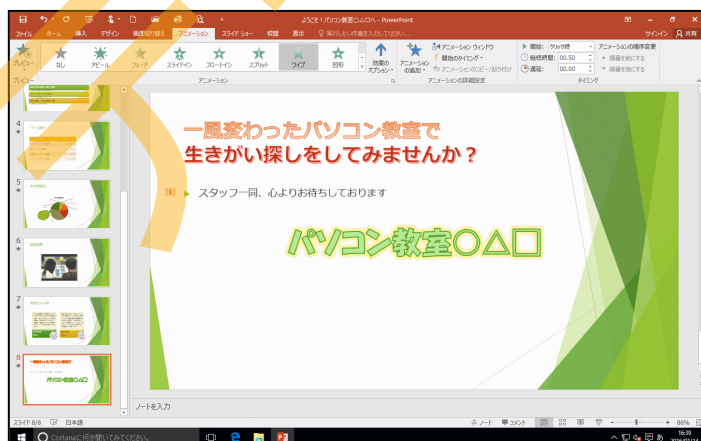 ようこそ！パソコン教室○△□へ - PowerPoint
ファイル ホーム 挿入 デザイン 画面切り替え アニメーション スライド ショー 校閲 表示 実行したい作業を入力してください... サインイン 共有
プレビュー なし アピール フェード スライドイン フロートイン スプリット ワイプ 図形 効果のオプション アニメーションの追加
アニメーション ウィンドウ 開始のタイミング アニメーションのコピー/貼り付け
開始: クリック時 継続時間: 00.50 遅延: 00.00
アニメーションの順序変更 順番を前にする 順番を後にする
プレビュー アニメーション アニメーションの詳細設定 タイミング
4
5
6
7
8
一風変わったパソコン教室で
生きがい探しをしてみませんか？
1 スタッフ一同、心よりお待ちしております
パソコン教室○△□
ノートを入力
スライド 8/8 日本語 ノート コメント 86%
Cortanaに何か聞いてみてください。
16:39
2016/01/14